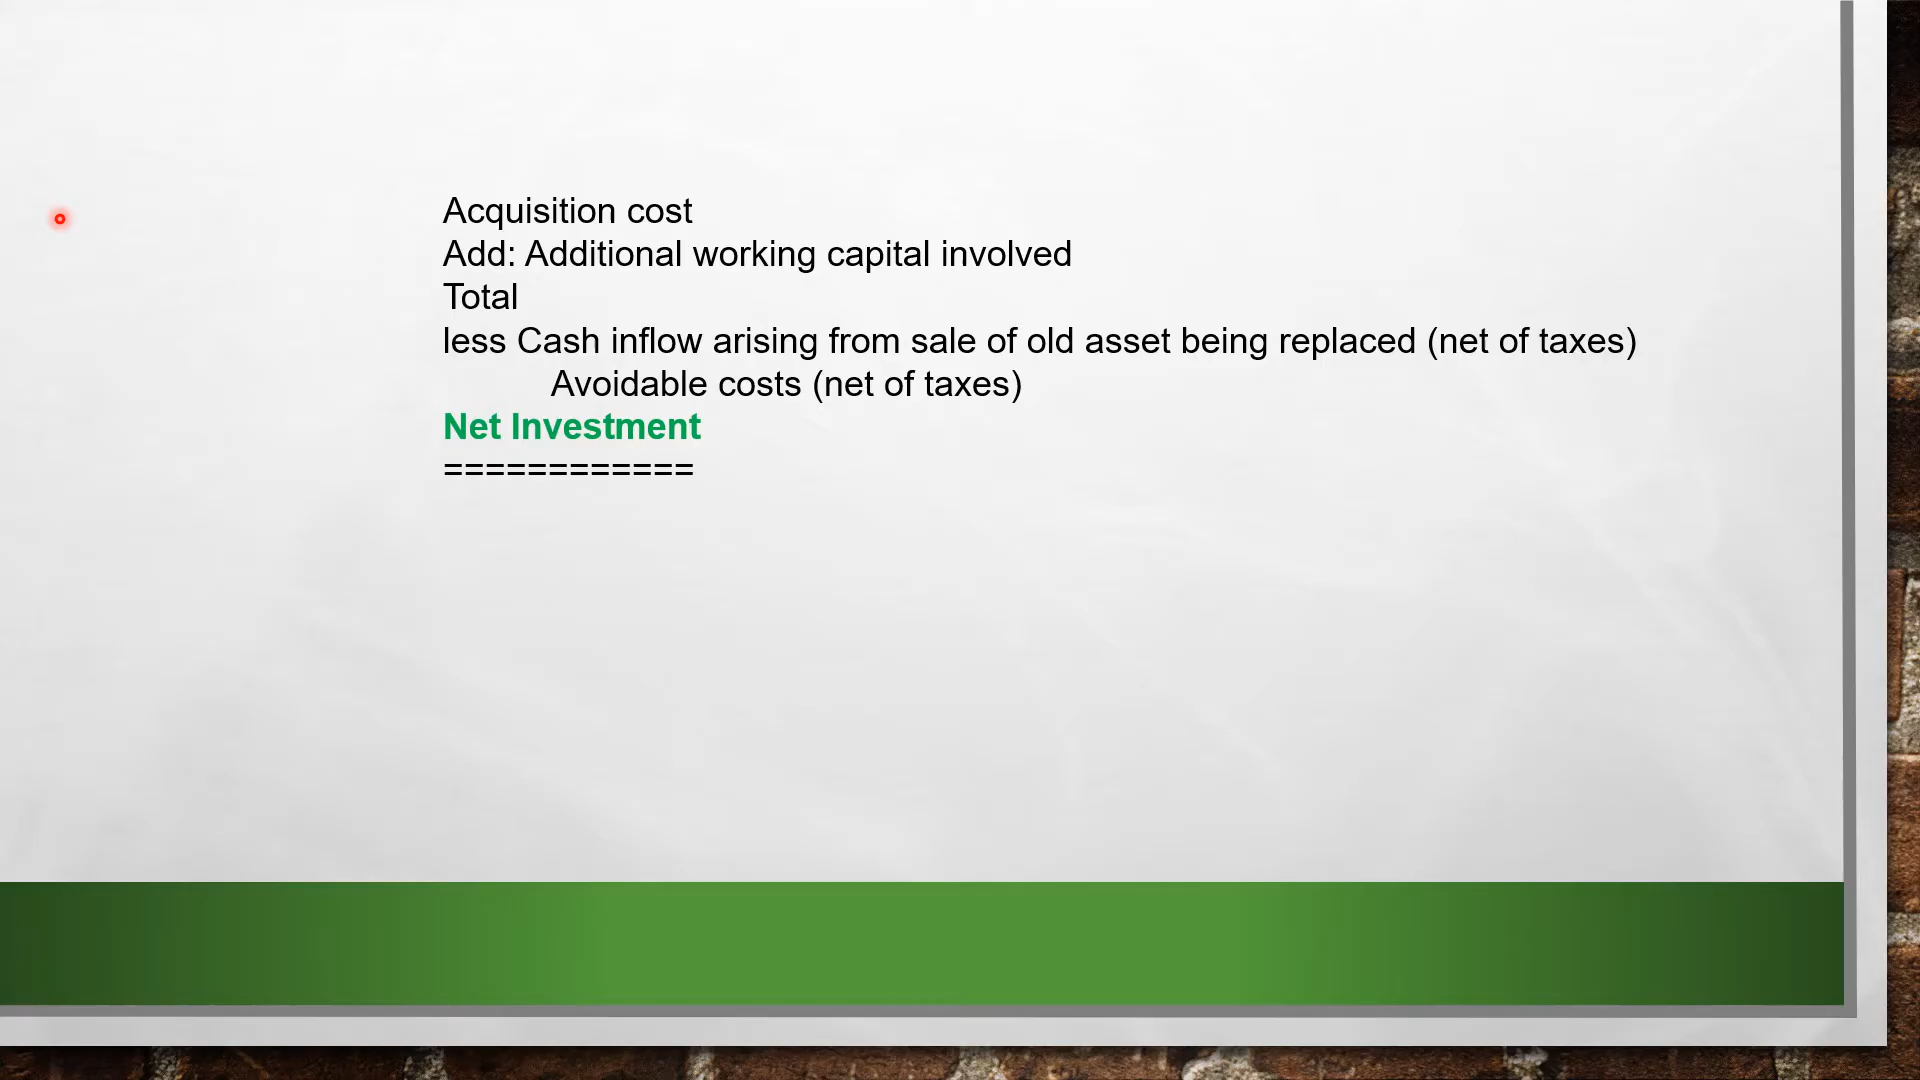 Acquisition cost
Add: Additional working capital involved
Total
less Cash inflow arising from sale of old asset being replaced (net of taxes)
Avoidable costs (net of taxes)
Net Investment
============